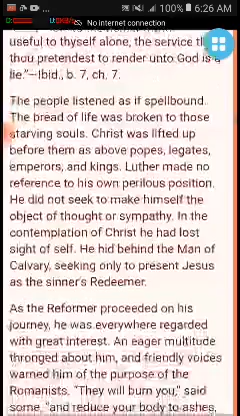 100% 6:26 AM
No internet connection
useful to thyself alone, the service th
thou pretendest to render unto God is a
lie."—Ibid., b. 7, ch. 7.
The people listened as if spellbound.
The bread of life was broken to those
starving souls. Christ was lifted up
before them as above popes, legates,
emperors, and kings. Luther made no
reference to his own perilous position.
He did not seek to make himself the
object of thought or sympathy. In the
contemplation of Christ he had lost
sight of self. He hid behind the Man of
Calvary, seeking only to present Jesus
as the sinner's Redeemer.
As the Reformer proceeded on his
journey, he was everywhere regarded
with great interest. An eager multitude
thronged about him, and friendly voices
warned him of the purpose of the
Romanists. "They will burn you," said
some, "and reduce your body to ashes,